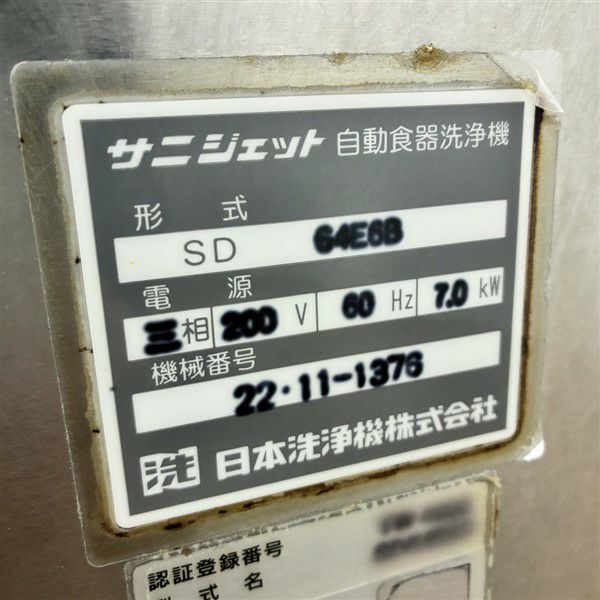 サニジェット 自動食器洗浄機
形 式
SD 64E6B
電 源
三相 200 V 60 Hz 7.0 kW
機械番号
22・11-1376
日本洗浄機株式会社
認証登録番号
型 式 名